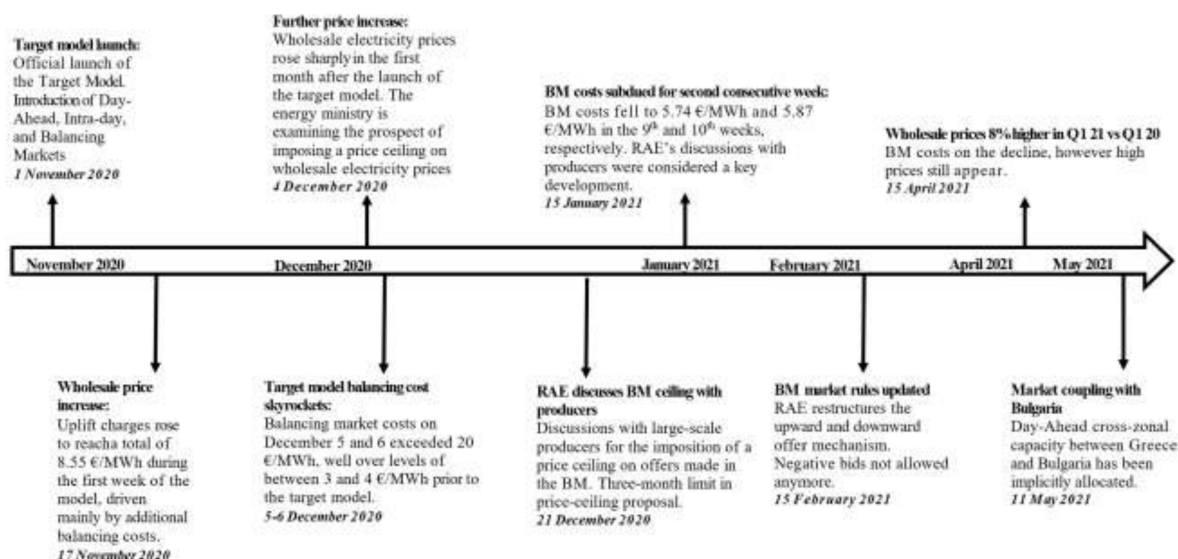 Target model launch:
Official launch of
the Target Model.
Introduction of Day-
Ahead, Intra-day,
and Balancing
Markets
1 November 2020
Further price increase:
Wholesale electricity prices
rose sharply in the first
month after the launch of
the target model. The
energy ministry is
examining the prospect of
imposing a price ceiling on
wholesale electricity prices
4 December 2020
BM costs subdued for second consecutive week:
BM costs fell to 5.74 €/MWh and 5.87
€/MWh in the 9th and 10th weeks,
respectively. RAE's discussions with
producers were considered a key
development.
15 January 2021
Wholesale prices 8% higher in Q1 21 vs Q1 20
BM costs on the decline, however high
prices still appear.
15 April 2021
November 2020
December 2020
January 2021
February 2021
April 2021
May 2021
Wholesale price
increase:
Uplift charges rose
to reacha total of
8.55 €/MWh during
the first week of the
model, driven
mainly by additional
balancing costs.
17 November 2020
Target model balancing cost
skyrockets:
Balancing market costs on
December 5 and 6 exceeded 20
€/MWh, well over levels of
between 3 and 4 €/MWh prior to
the target model.
5-6 December 2020
RAE discusses BM ceiling with
producers
Discussions with large-scale
producers for the imposition of a
price ceiling on offers made in
the BM. Three-month limit in
price-ceiling proposal.
21 December 2020
BM market rules updated
RAE restructures the
upward and downward
offer mechanism.
Negative bids not allowed
anymore.
15 February 2021
Market coupling with
Bulgaria
Day-Ahead cross-zonal
capacity between Greece
and Bulgaria has been
implicitly allocated.
11 May 2021